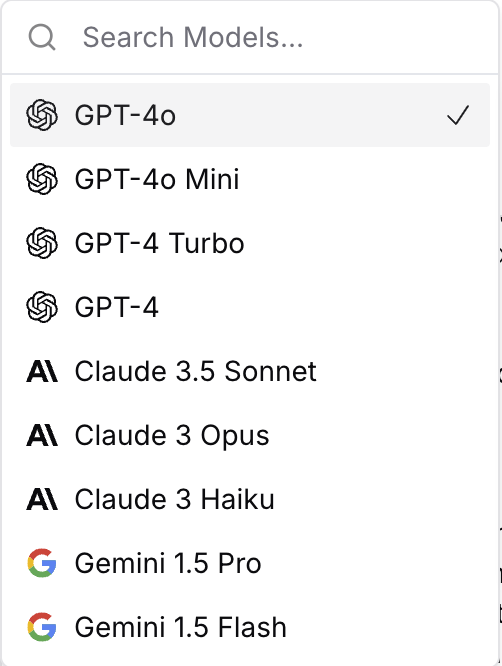 Search Models...
GPT-4o
GPT-4o Mini
GPT-4 Turbo
GPT-4
Claude 3.5 Sonnet
Claude 3 Opus
Claude 3 Haiku
Gemini 1.5 Pro
Gemini 1.5 Flash